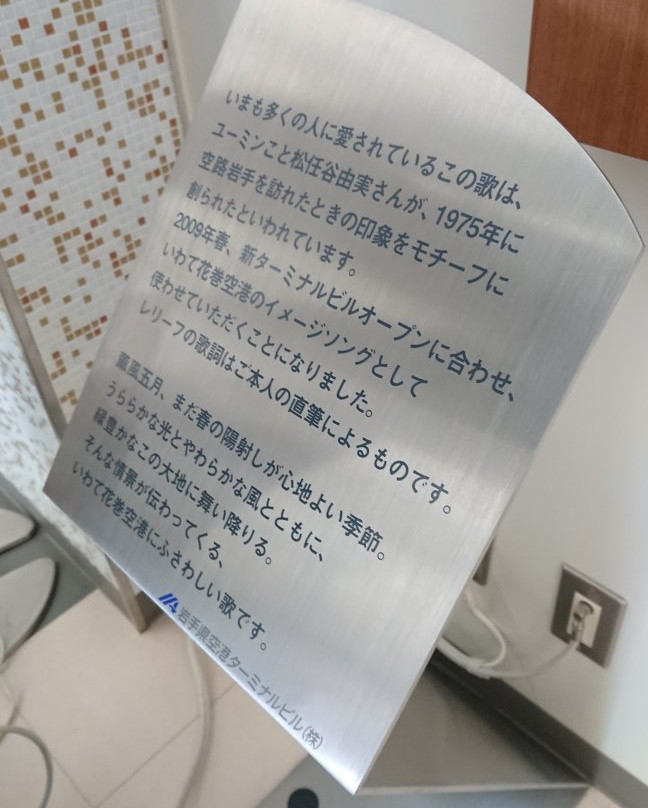 いまも多くの人に愛されているこの歌は、
ユーミンこと松任谷由実さんが、1975年に
空路岩手を訪れたときの印象をモチーフに
創られたといわれています。
2009年春、新ターミナルビルオープンに合わせ、
いわて花巻空港のイメージソングとして
使わせていただくことになりました。
レリーフの歌詞はご本人の直筆によるものです。
薫風五月、まだ春の陽射しが心地よい季節。
うららかな光とやわらかな風とともに、
緑豊かなこの大地に舞い降りる。
そんな情景が伝わってくる、
いわて花巻空港にふさわしい歌です。
岩手県空港ターミナルビル(株)